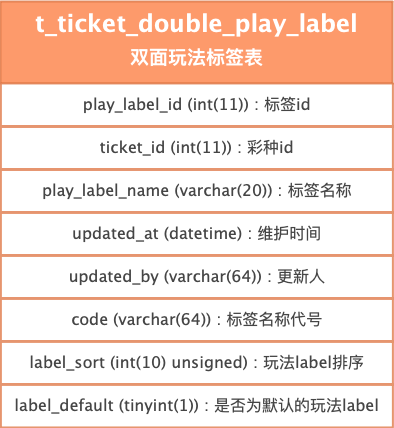 t_ticket_double_play_label
双面玩法标签表
play_label_id (int(11)) : 标签id
ticket_id (int(11)) : 彩种id
play_label_name (varchar(20)) : 标签名称
updated_at (datetime) : 维护时间
updated_by (varchar(64)) : 更新人
code (varchar(64)) : 标签名称代号
label_sort (int(10) unsigned) : 玩法label排序
label_default (tinyint(1)) : 是否为默认的玩法label